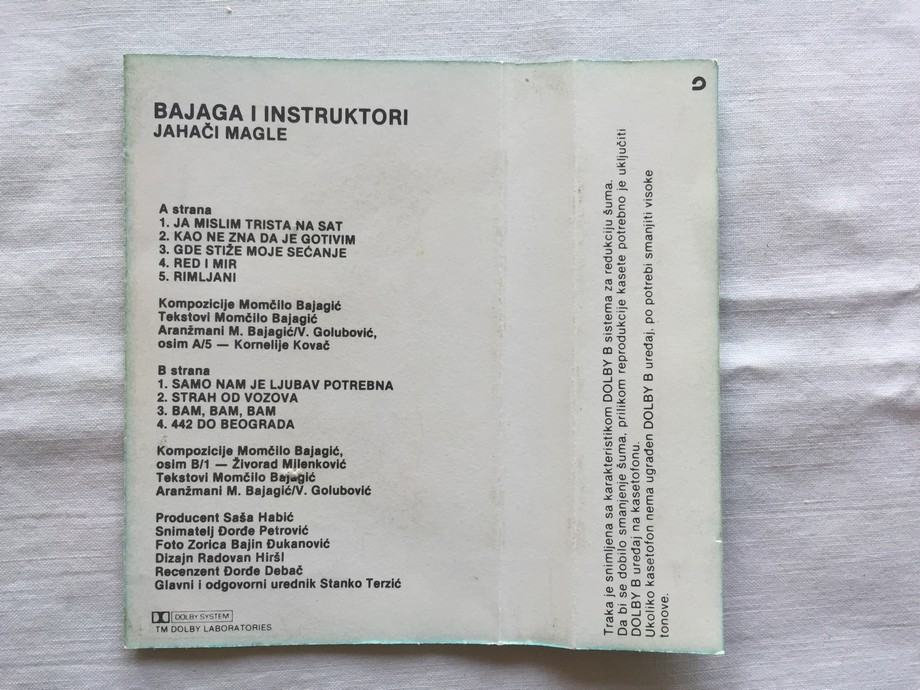 BAJAGA I INSTRUKTORI
JAHAČI MAGLE
A strana
1. JA MISLIM TRISTA NA SAT
2. KAO NE ZNA DA JE GOTIVIM
3. GDE STIŽE MOJE SEĆANJE
4. RED I MIR
5. RIMLJANI
Kompozicije Momčilo Bajagić
Tekstovi Momčilo Bajagić
Aranžmani M. Bajagić/V. Golubović,
osim A/5 — Kornelije Kovač
B strana
1. SAMO NAM JE LJUBAV POTREBNA
2. STRAH OD VOZOVA
3. BAM, BAM, BAM
4. 442 DO BEOGRADA
Kompozicije Momčilo Bajagić,
osim B/1 — Živorad Milenković
Tekstovi Momčilo Bajagić
Aranžmani M. Bajagić/V. Golubović
Producent Saša Habić
Snimatelj Đorđe Petrović
Foto Zorica Bajin Đukanović
Dizajn Radovan Hiršl
Recenzent Đorđe Debač
Glavni i odgovorni urednik Stanko Terzić
DOLBY SYSTEM
TM DOLBY LABORATORIES
Traka je snimljena sa karakteristikom DOLBY B sistema za redukciju šuma.
Da bi se dobilo smanjenje šuma, prilikom reprodukcije kasete potrebno je uključiti
DOLBY B uređaj na kasetofonu.
Ukoliko kasetofon nema ugrađen DOLBY B uređaj, po potrebi smanjiti visoke
tonove.